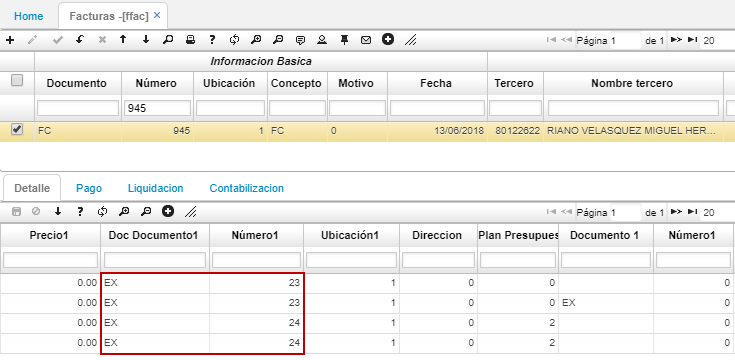 Home Facturas -[ffac] ×
Página 1 de 1 20
Informacion Basica
Documento Número Ubicación Concepto Motivo Fecha Tercero Nombre tercero
945
FC 945 1 FC 0 13/06/2018 80122622 RIANO VELASQUEZ MIGUEL HER...
Detalle Pago Liquidacion Contabilizacion
Página 1 de 1 20
Precio1 Doc Documento1 Número1 Ubicación1 Direccion Plan Presupues Documento 1 Número1
0.00 EX 23 1 0 0 0
0.00 EX 23 1 0 0 EX 0
0.00 EX 24 1 0 2 0
0.00 EX 24 1 0 2 0